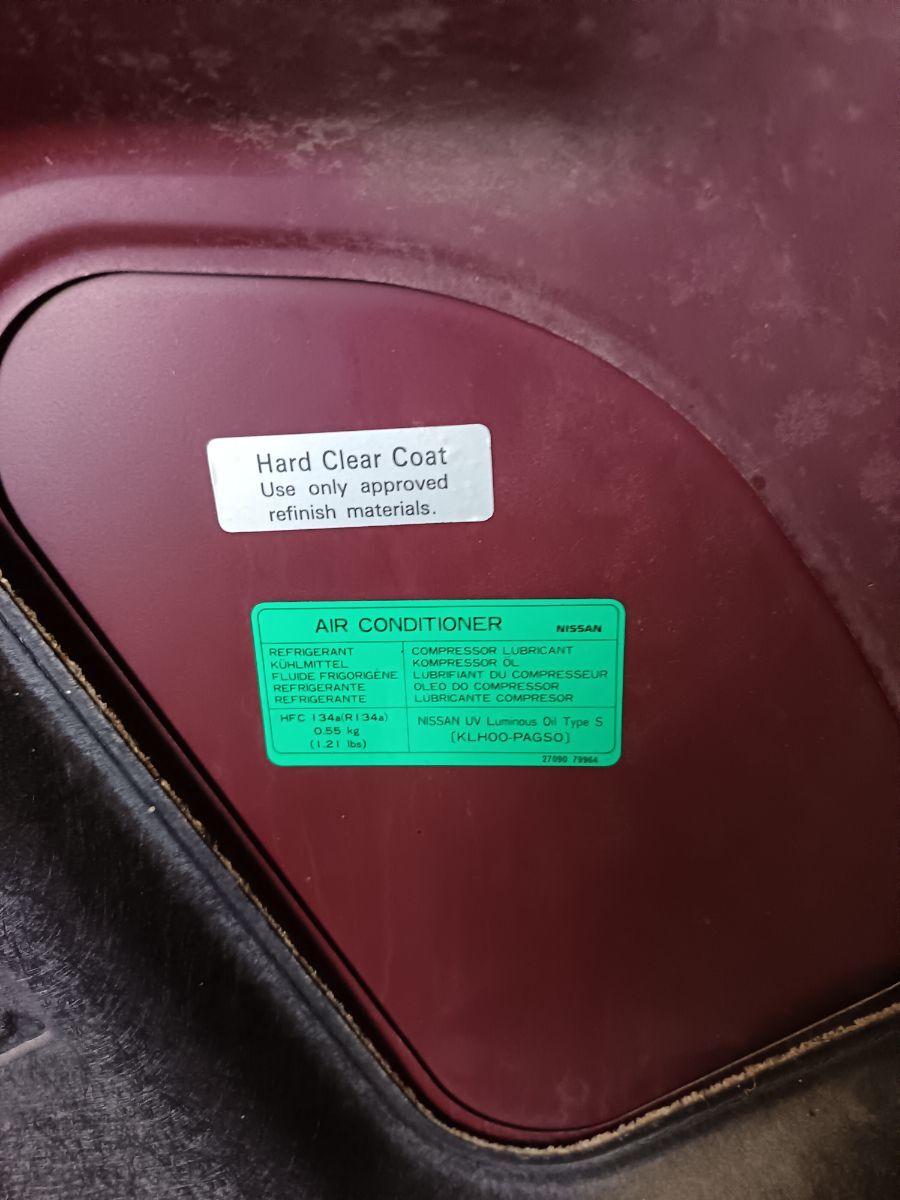 Hard Clear Coat
Use only approved
refinish materials.
AIR CONDITIONER NISSAN
REFRIGERANT
KÜHLMITTEL
FLUIDE FRIGORIGÈNE
REFRIGERANTE
REFRIGERANTE
COMPRESSOR LUBRICANT
KOMPRESSOR ÖL
LUBRIFIANT DU COMPRESSEUR
OLEO DO COMPRESSOR
LUBRICANTE COMPRESOR
HFC 134a(R134a)
0.55 kg
(1.21 lbs)
NISSAN UV Luminous Oil Type S
(KLH00-PAGS0)
27090 79964